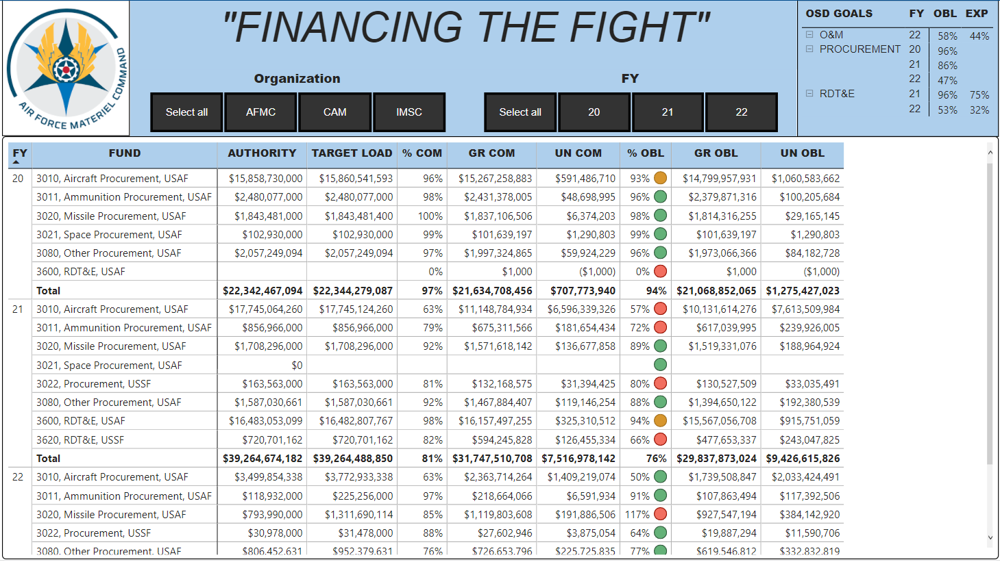 "FINANCING THE FIGHT"
AIR FORCE MATERIEL COMMAND
Organization
Select all AFMC CAM IMSC
FY
Select all 20 21 22
OSD GOALS FY OBL EXP
O&M 22 58% 44%
PROCUREMENT 20 96%
21 86%
22 47%
RDT&E 21 96% 75%
22 53% 32%
FY FUND AUTHORITY TARGET LOAD % COM GR COM UN COM % OBL GR OBL UN OBL
20 3010, Aircraft Procurement, USAF $15,858,730,000 $15,860,541,593 96% $15,267,258,883 $591,486,710 93% $14,799,957,931 $1,060,583,662
3011, Ammunition Procurement, USAF $2,480,077,000 $2,480,077,000 98% $2,431,378,005 $48,698,995 96% $2,379,871,316 $100,205,684
3020, Missile Procurement, USAF $1,843,481,000 $1,843,481,400 100% $1,837,106,506 $6,374,203 98% $1,814,316,255 $29,165,145
3021, Space Procurement, USAF $102,930,000 $102,930,000 99% $101,639,197 $1,290,803 99% $101,639,197 $1,290,803
3080, Other Procurement, USAF $2,057,249,094 $2,057,249,094 97% $1,997,324,865 $59,924,229 96% $1,973,066,366 $84,182,728
3600, RDT&E, USAF 0% $1,000 ($1,000) 0% $1,000 ($1,000)
Total $22,342,467,094 $22,344,279,087 97% $21,634,708,456 $707,773,940 94% $21,068,852,065 $1,275,427,023
21 3010, Aircraft Procurement, USAF $17,745,064,260 $17,745,124,260 63% $11,148,784,934 $6,596,339,326 57% $10,131,614,276 $7,613,509,984
3011, Ammunition Procurement, USAF $856,966,000 $856,966,000 79% $675,311,566 $181,654,434 72% $617,039,995 $239,926,005
3020, Missile Procurement, USAF $1,708,296,000 $1,708,296,000 92% $1,571,618,142 $136,677,858 89% $1,519,331,076 $188,964,924
3021, Space Procurement, USAF $0
3022, Procurement, USSF $163,563,000 $163,563,000 81% $132,168,575 $31,394,425 80% $130,527,509 $33,035,491
3080, Other Procurement, USAF $1,587,030,661 $1,587,030,661 92% $1,467,884,407 $119,146,254 88% $1,394,650,122 $192,380,539
3600, RDT&E, USAF $16,483,053,099 $16,482,807,767 98% $16,157,497,255 $325,310,512 94% $15,567,056,708 $915,751,059
3620, RDT&E, USSF $720,701,162 $720,701,162 82% $594,245,828 $126,455,334 66% $477,653,337 $243,047,825
Total $39,264,674,182 $39,264,488,850 81% $31,747,510,708 $7,516,978,142 76% $29,837,873,024 $9,426,615,826
22 3010, Aircraft Procurement, USAF $3,499,854,338 $3,772,933,338 63% $2,363,714,264 $1,409,219,074 50% $1,739,508,847 $2,033,424,491
3011, Ammunition Procurement, USAF $118,932,000 $225,256,000 97% $218,664,066 $6,591,934 91% $107,863,494 $117,392,506
3020, Missile Procurement, USAF $793,990,000 $1,311,690,114 85% $1,119,803,608 $191,886,506 117% $927,547,194 $384,142,920
3022, Procurement, USSF $30,978,000 $31,478,000 88% $27,602,946 $3,875,054 64% $19,887,294 $11,590,706
3080, Other Procurement, USAF $806,452,631 $952,379,631 76% $726,653,796 $225,725,835 77% $619,546,812 $332,832,819